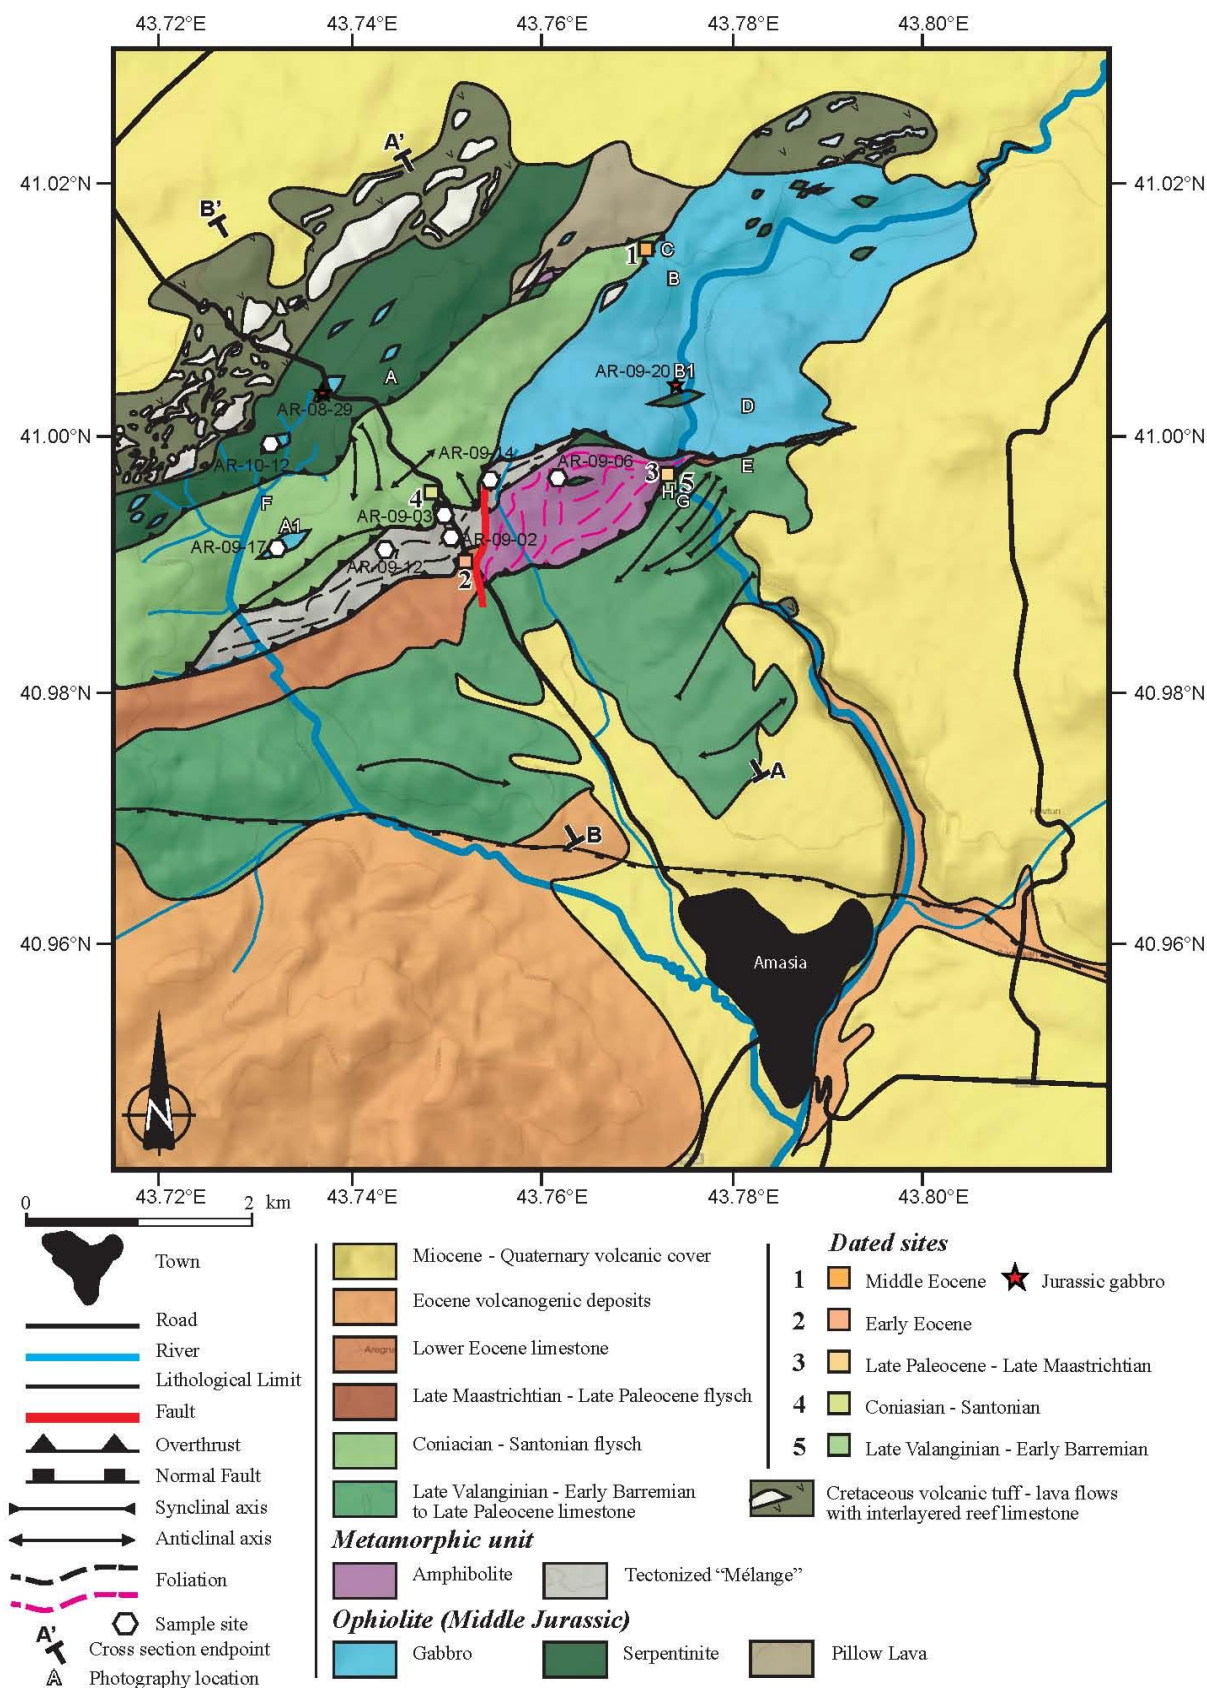 43.72°E 43.74°E 43.76°E 43.78°E 43.80°E
A'
41.02°N 41.02°N
B'
1 C
B
AR-09-20 B1
A
AR-08-29
D
41.00°N 41.00°N
AR-09-14
AR-10-12 AR-09-06
3 5 E
4 H G
F
AR-09-03
A1
AR-09-17 AR-09-02
AR-09-12
2
40.98°N 40.98°N
A
B
40.96°N 40.96°N
Amasia
N
43.72°E 43.74°E 43.76°E 43.78°E 43.80°E
0 2 km
Town
Road
River
Lithological Limit
Fault
Overthrust
Normal Fault
Synclinal axis
Anticlinal axis
Foliation
Sample site
A'
Cross section endpoint
A Photography location
Miocene - Quaternary volcanic cover
Eocene volcanogenic deposits
Lower Eocene limestone
Late Maastrichtian - Late Paleocene flysch
Coniacian - Santonian flysch
Late Valanginian - Early Barremian
to Late Paleocene limestone
Metamorphic unit
Amphibolite Tectonized “Mélange”
Ophiolite (Middle Jurassic)
Gabbro Serpentinite Pillow Lava
Dated sites
1 Middle Eocene Jurassic gabbro
2 Early Eocene
3 Late Paleocene - Late Maastrichtian
4 Coniasian - Santonian
5 Late Valanginian - Early Barremian
Cretaceous volcanic tuff - lava flows
with interlayered reef limestone